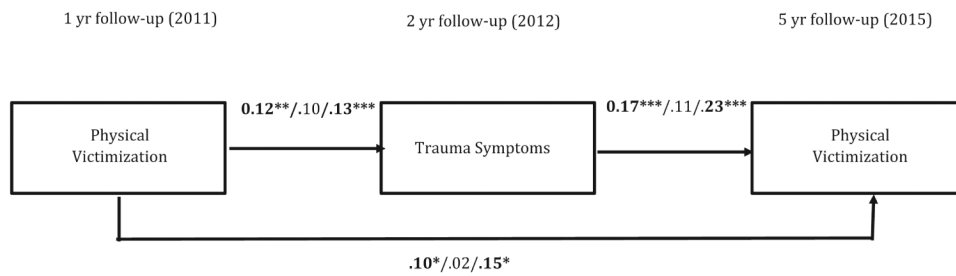 1 yr follow-up (2011)
2 yr follow-up (2012)
5 yr follow-up (2015)
0.12**/.10/.13***
0.17***/.11/.23***
Physical
Victimization
Trauma Symptoms
Physical
Victimization
.10*/.02/.15*